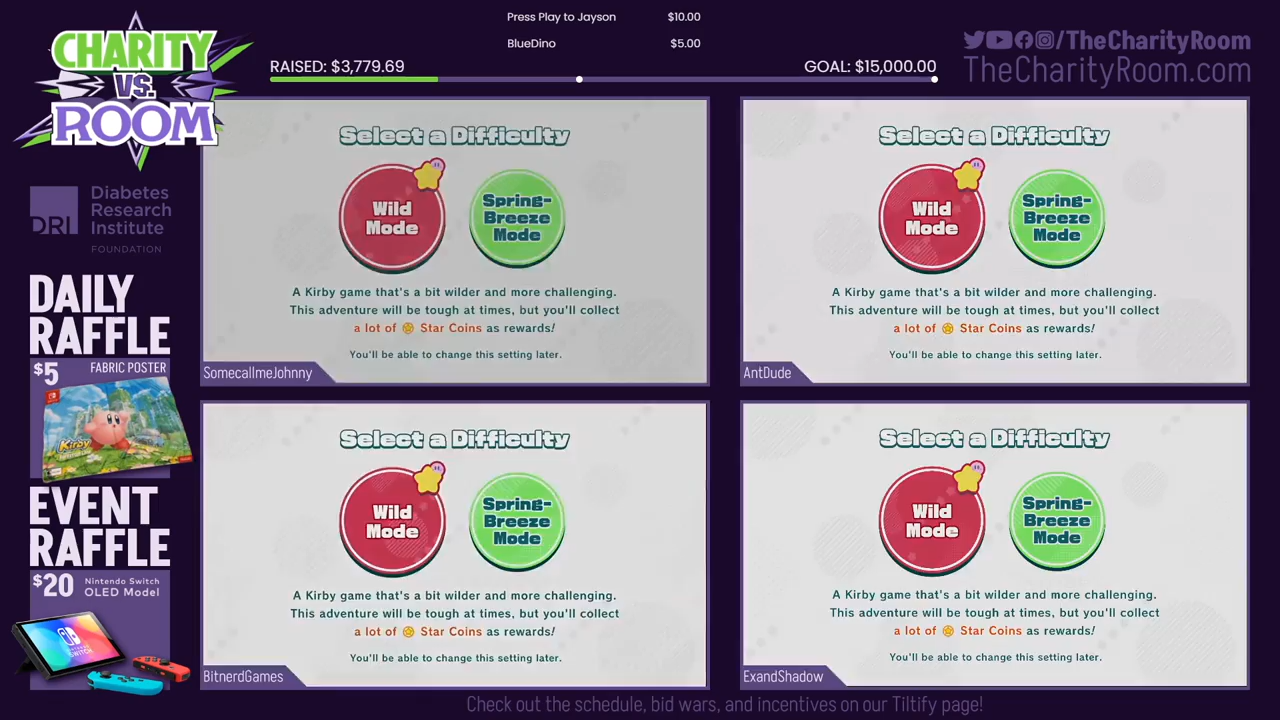 Press Play to Jayson $10.00
BlueDino $5.00
RAISED: $3,779.69
GOAL: $15,000.00
/TheCharityRoom
TheCharityRoom.com
CHARITY
VS.
ROOM
DRI
Diabetes
Research
Institute
FOUNDATION
DAILY
RAFFLE
$5 FABRIC POSTER
Kirby
EVENT
RAFFLE
$20 Nintendo Switch
OLED Model
Select a Difficulty
Wild
Mode
Spring-
Breeze
Mode
A Kirby game that's a bit wilder and more challenging.
This adventure will be tough at times, but you'll collect
a lot of Star Coins as rewards!
You'll be able to change this setting later.
SomecallmeJohnny
Select a Difficulty
Wild
Mode
Spring-
Breeze
Mode
A Kirby game that's a bit wilder and more challenging.
This adventure will be tough at times, but you'll collect
a lot of Star Coins as rewards!
You'll be able to change this setting later.
AntDude
Select a Difficulty
Wild
Mode
Spring-
Breeze
Mode
A Kirby game that's a bit wilder and more challenging.
This adventure will be tough at times, but you'll collect
a lot of Star Coins as rewards!
You'll be able to change this setting later.
BitnerdGames
Select a Difficulty
Wild
Mode
Spring-
Breeze
Mode
A Kirby game that's a bit wilder and more challenging.
This adventure will be tough at times, but you'll collect
a lot of Star Coins as rewards!
You'll be able to change this setting later.
ExandShadow
Check out the schedule, bid wars, and incentives on our Tiltify page!